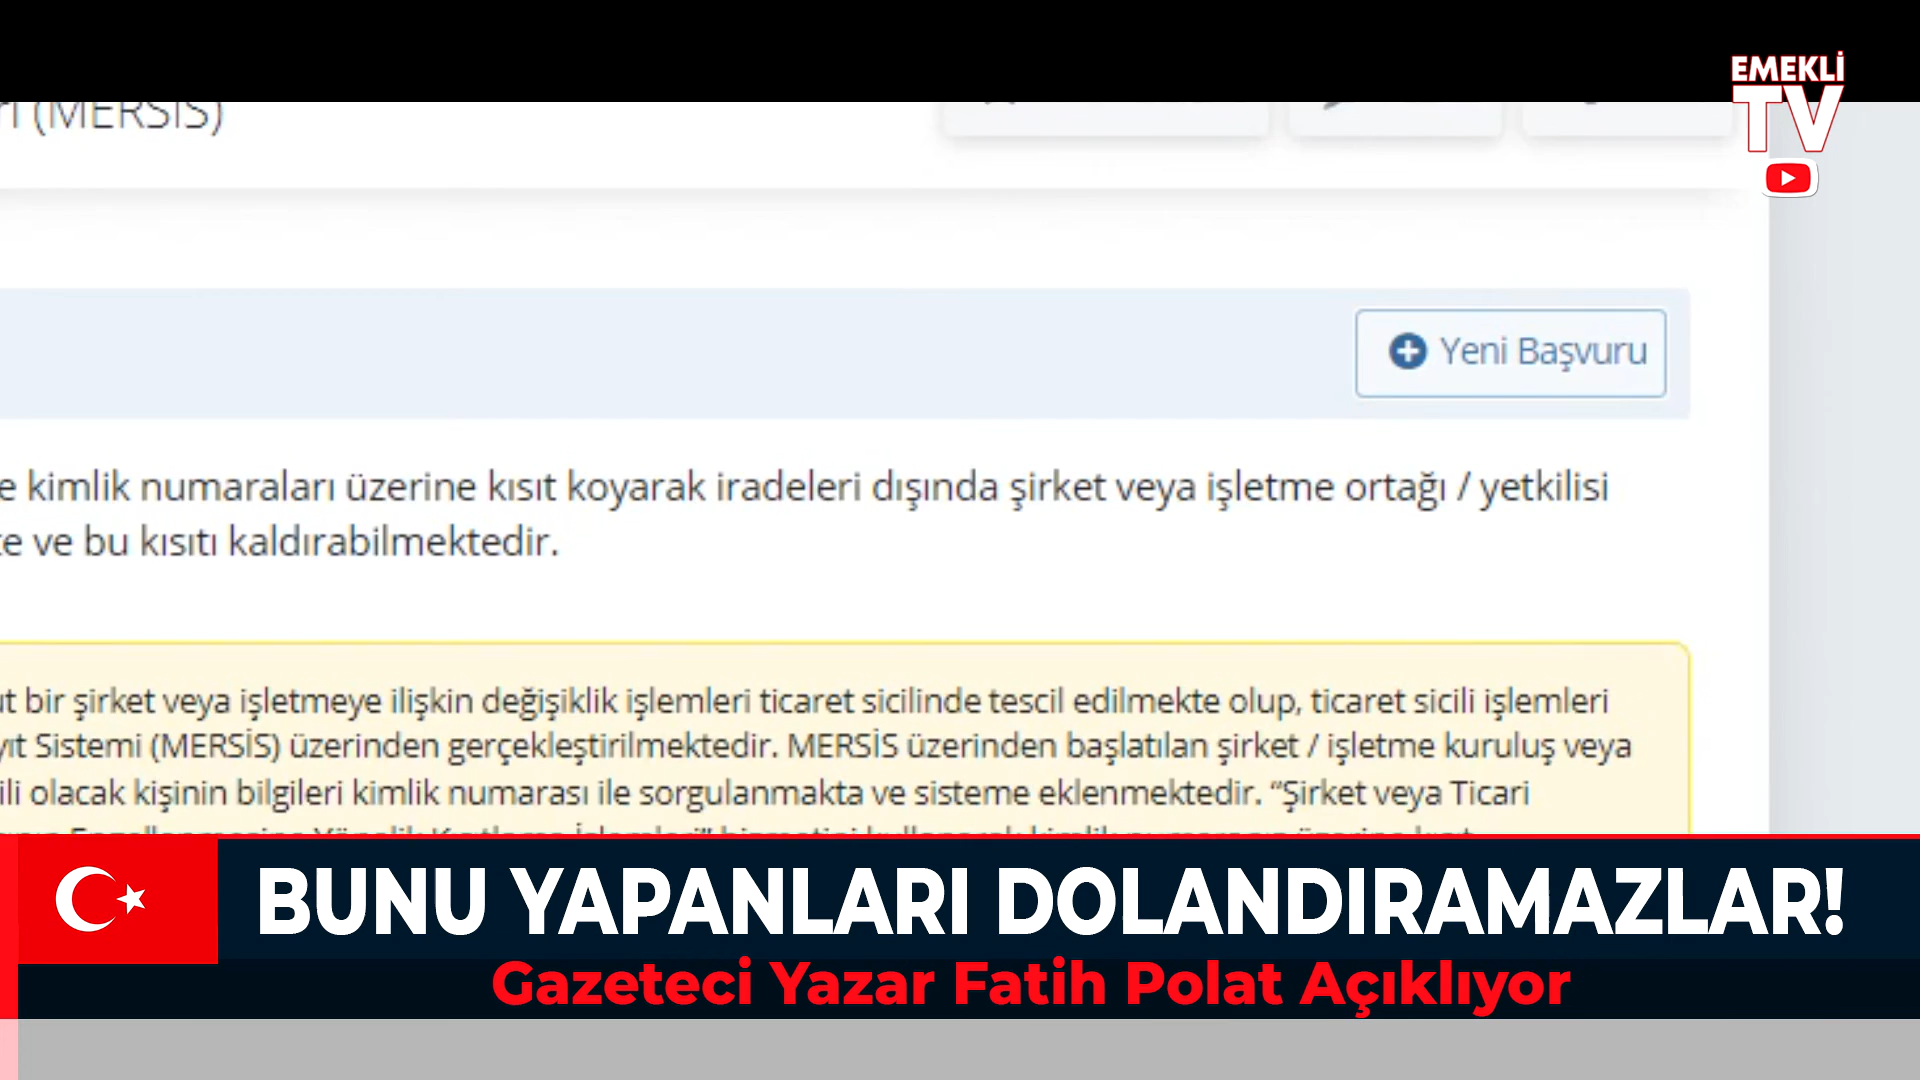 EMEKLİ
TV
(MERSİS)
Yeni Başvuru
kimlik numaraları üzerine kısıt koyarak iradeleri dışında şirket veya işletme ortağı / yetkilisi
ve bu kısıtı kaldırabilmektedir.
bir şirket veya işletmeye ilişkin değişiklik işlemleri ticaret sicilinde tescil edilmekte olup, ticaret sicili işlemleri
Sistemi (MERSİS) üzerinden gerçekleştirilmektedir. MERSİS üzerinden başlatılan şirket / işletme kuruluş veya
olacak kişinin bilgileri kimlik numarası ile sorgulanmakta ve sisteme eklenmektedir. “Şirket veya Ticari
BUNU YAPANLARI DOLANDIRAMAZLAR!
Gazeteci Yazar Fatih Polat Açıklıyor